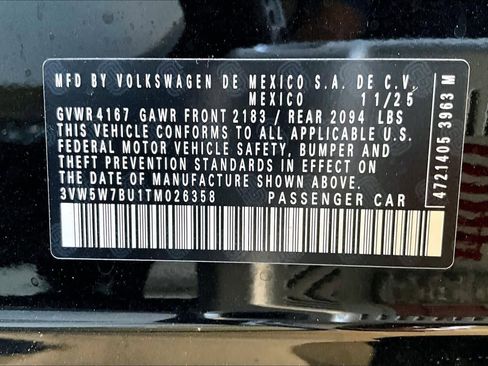 MFD BY VOLKSWAGEN DE MEXICO S.A. DE C.V.
MEXICO 11/25
GVWR 4167 GAWR FRONT 2183 / REAR 2094 LBS
THIS VEHICLE CONFORMS TO ALL APPLICABLE U.S.
FEDERAL MOTOR VEHICLE SAFETY, BUMPER AND
THEFT PREVENTION STANDARDS IN EFFECT ON
THE DATE OF MANUFACTURE SHOWN ABOVE.
3VW5W7BU1TM026358 PASSENGER CAR
4721405 3963 M